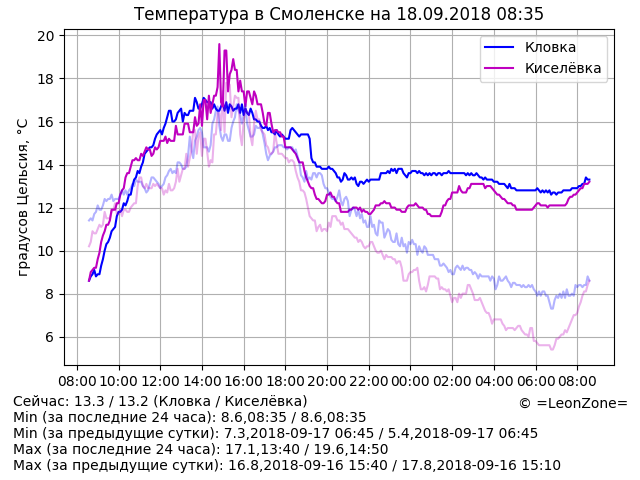 Температура в Смоленске на 18.09.2018 08:35
градусов Цельсия, °C
20
18
16
14
12
10
8
6
Кловка
Киселёвка
08:00 10:00 12:00 14:00 16:00 18:00 20:00 22:00 00:00 02:00 04:00 06:00 08:00
Сейчас: 13.3 / 13.2 (Кловка / Киселёвка)
© =LeonZone=
Min (за последние 24 часа): 8.6,08:35 / 8.6,08:35
Min (за предыдущие сутки): 7.3,2018-09-17 06:45 / 5.4,2018-09-17 06:45
Max (за последние 24 часа): 17.1,13:40 / 19.6,14:50
Max (за предыдущие сутки): 16.8,2018-09-16 15:40 / 17.8,2018-09-16 15:10